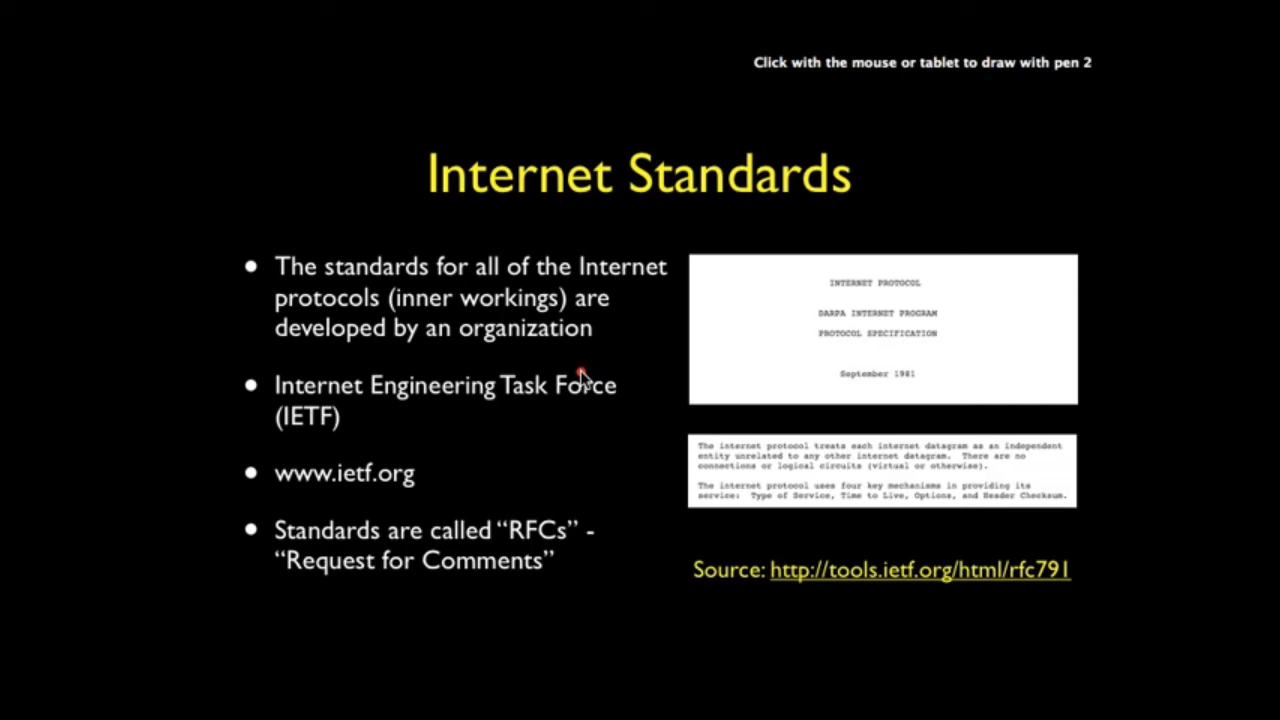 Click with the mouse or tablet to draw with pen 2
Internet Standards
• The standards for all of the Internet
protocols (inner workings) are
developed by an organization
• Internet Engineering Task Force
(IETF)
• www.ietf.org
• Standards are called “RFCs” -
“Request for Comments”
INTERNET PROTOCOL
DARPA INTERNET PROGRAM
PROTOCOL SPECIFICATION
September 1981
The internet protocol treats each internet datagram as an independent
entity unrelated to any other internet datagram. There are no
connections or logical circuits (virtual or otherwise).
The internet protocol uses four key mechanisms in providing its
service: Type of Service, Time to Live, Options, and Header Checksum.
Source: http://tools.ietf.org/html/rfc791